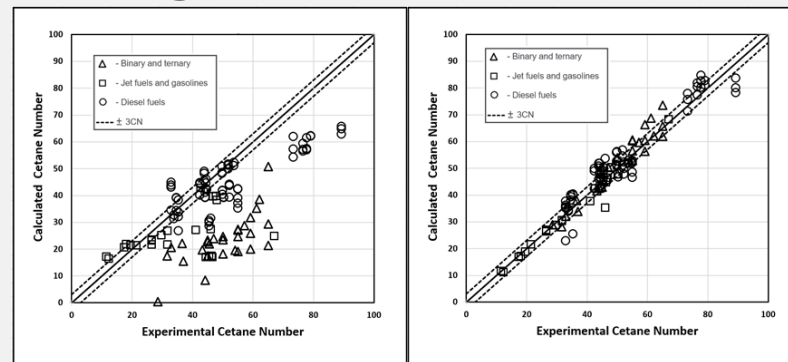 100
90
80
70
60
50
40
30
20
10
0
Calculated Cetane Number
- Binary and ternary
- Jet fuels and gasolines
- Diesel fuels
± 3CN
0 20 40 60 80 100
Experimental Cetane Number
100
90
80
70
60
50
40
30
20
10
0
Calculated Cetane Number
- Binary and ternary
- Jet fuels and gasolines
- Diesel fuels
± 3CN
0 20 40 60 80 100
Experimental Cetane Number